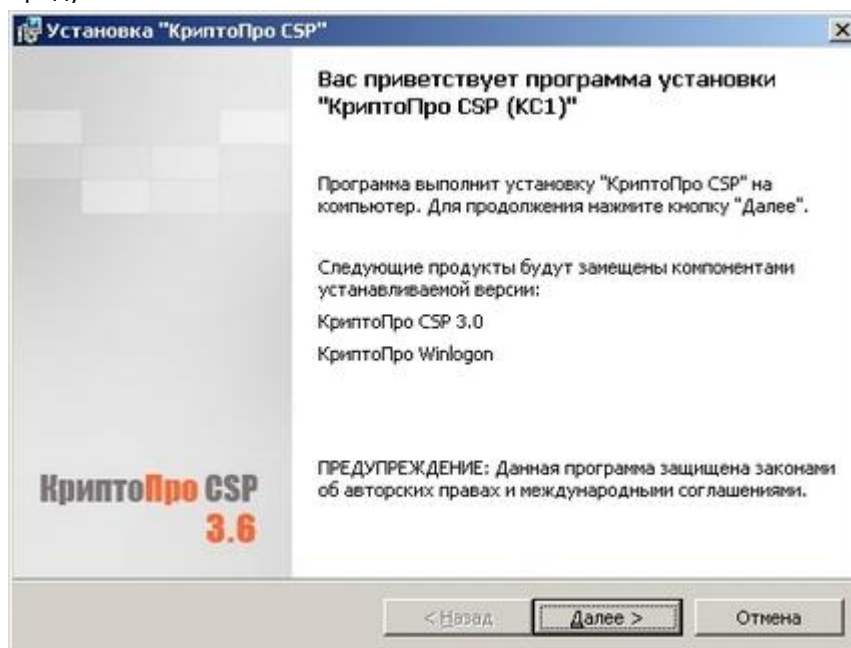 Установка "КриптоПро CSP"
Вас приветствует программа установки
"КриптоПро CSP (KC1)"
Программа выполнит установку "КриптоПро CSP" на
компьютер. Для продолжения нажмите кнопку "Далее".
Следующие продукты будут замещены компонентами
устанавливаемой версии:
КриптоПро CSP 3.0
КриптоПро Winlogon
ПРЕДУПРЕЖДЕНИЕ: Данная программа защищена законами
об авторских правах и международными соглашениями.
КриптоПро CSP
3.6
< Назад
Далее >
Отмена